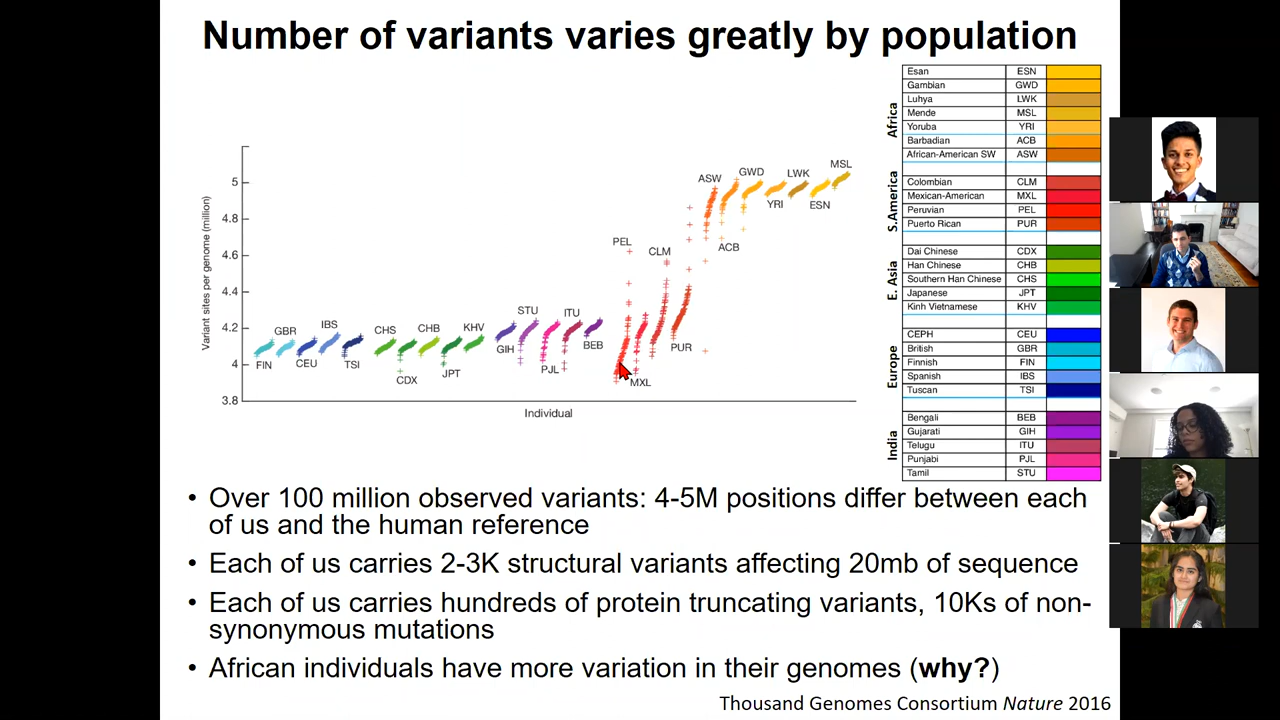 Number of variants varies greatly by population
Variant sites per genome (million)
5
4.8
4.6
4.4
4.2
4
3.8
FIN
GBR
CEU
IBS
TSI
CHS
CDX
CHB
JPT
KHV
GIH
STU
PJL
ITU
BEB
PEL
MXL
CLM
PUR
ASW
ACB
GWD
YRI
LWK
ESN
MSL
Individual
Africa
Esan ESN
Gambian GWD
Luhya LWK
Mende MSL
Yoruba YRI
Barbadian ACB
African-American SW ASW
S.America
Colombian CLM
Mexican-American MXL
Peruvian PEL
Puerto Rican PUR
E. Asia
Dai Chinese CDX
Han Chinese CHB
Southern Han Chinese CHS
Japanese JPT
Kinh Vietnamese KHV
Europe
CEPH CEU
British GBR
Finnish FIN
Spanish IBS
Tuscan TSI
India
Bengali BEB
Gujarati GIH
Telugu ITU
Punjabi PJL
Tamil STU
• Over 100 million observed variants: 4-5M positions differ between each
of us and the human reference
• Each of us carries 2-3K structural variants affecting 20mb of sequence
• Each of us carries hundreds of protein truncating variants, 10Ks of non-
synonymous mutations
• African individuals have more variation in their genomes (why?)
Thousand Genomes Consortium Nature 2016